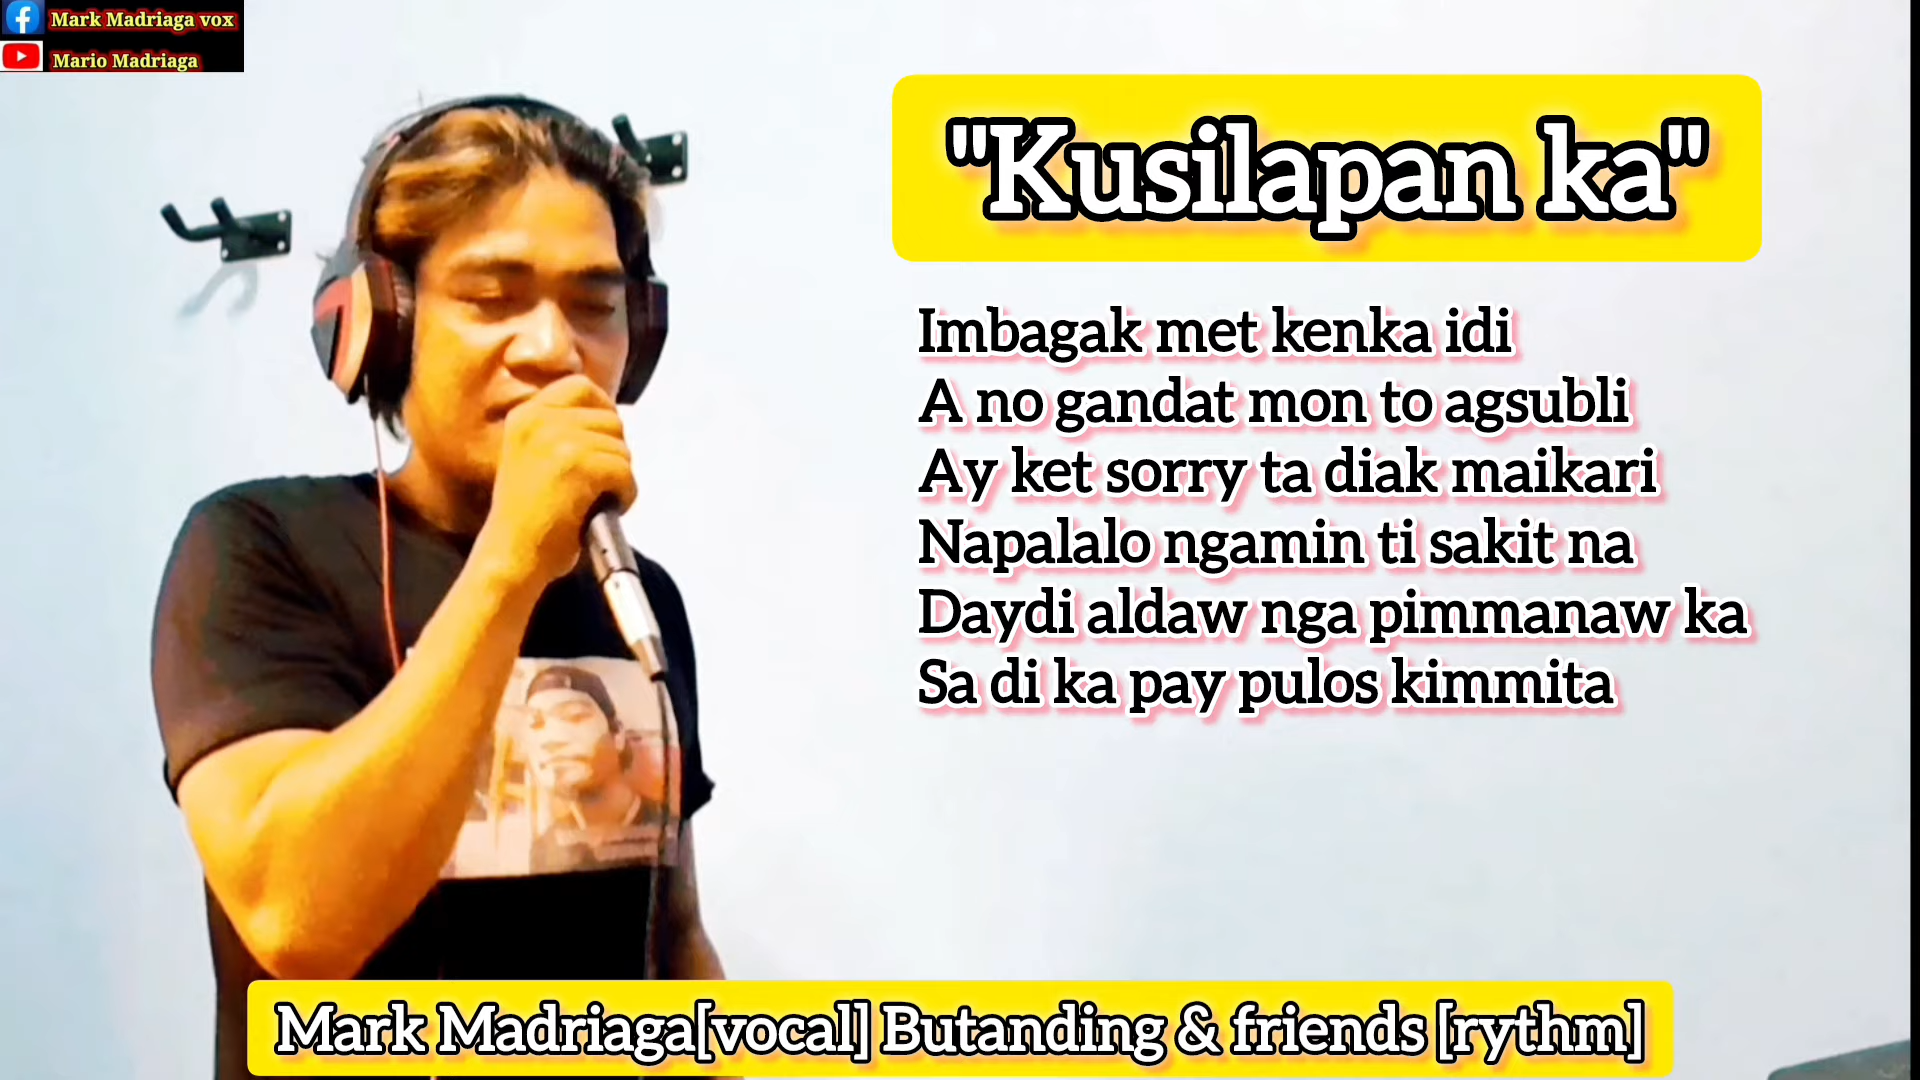 Mark Madriaga vox
Mario Madriaga
"Kusilapan ka"
Imbagak met kenka idi
A no gandat mon to agsubli
Ay ket sorry ta diak maikari
Napalalo ngamin ti sakit na
Daydi aldaw nga pimmanaw ka
Sa di ka pay pulos kimmita
Mark Madriaga[vocal] Butanding & friends [rythm]